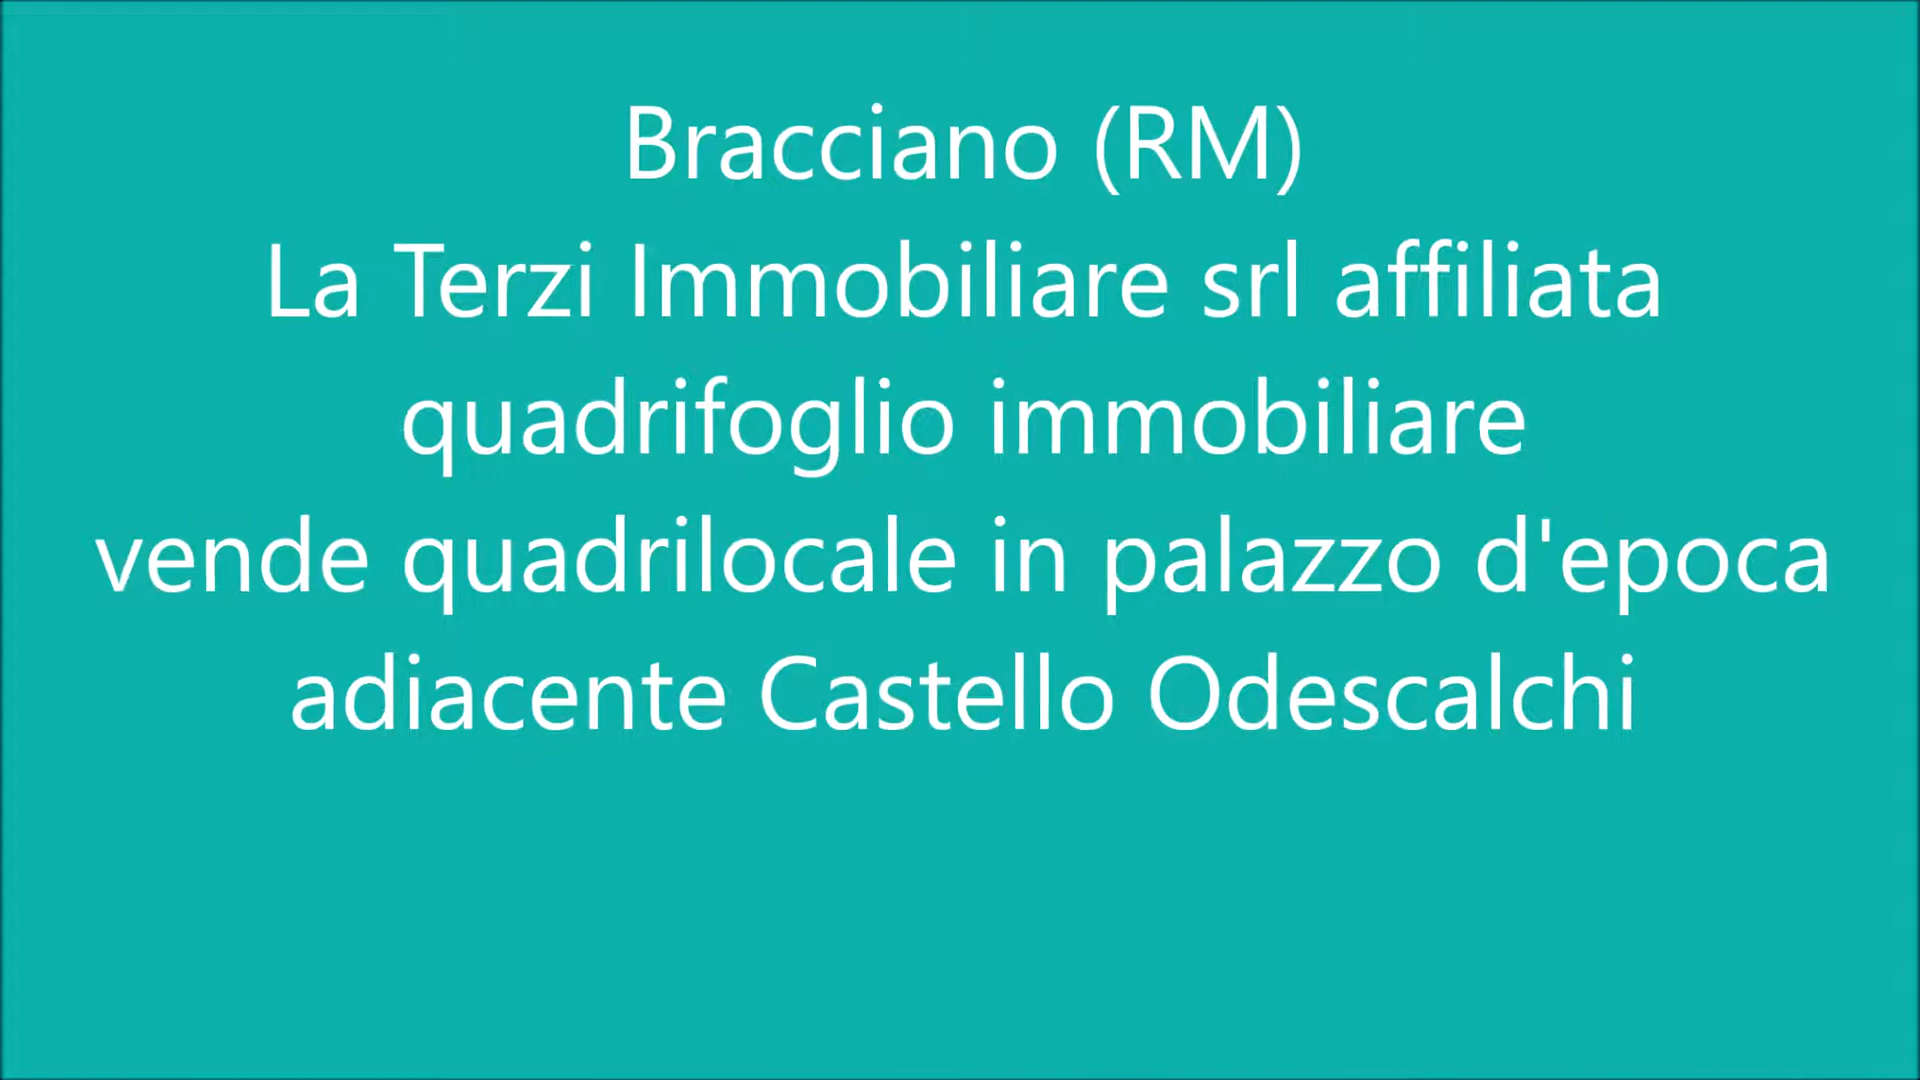 Bracciano (RM)
La Terzi Immobiliare srl affiliata
quadrifoglio immobiliare
vende quadrilocale in palazzo d'epoca
adiacente Castello Odescalchi